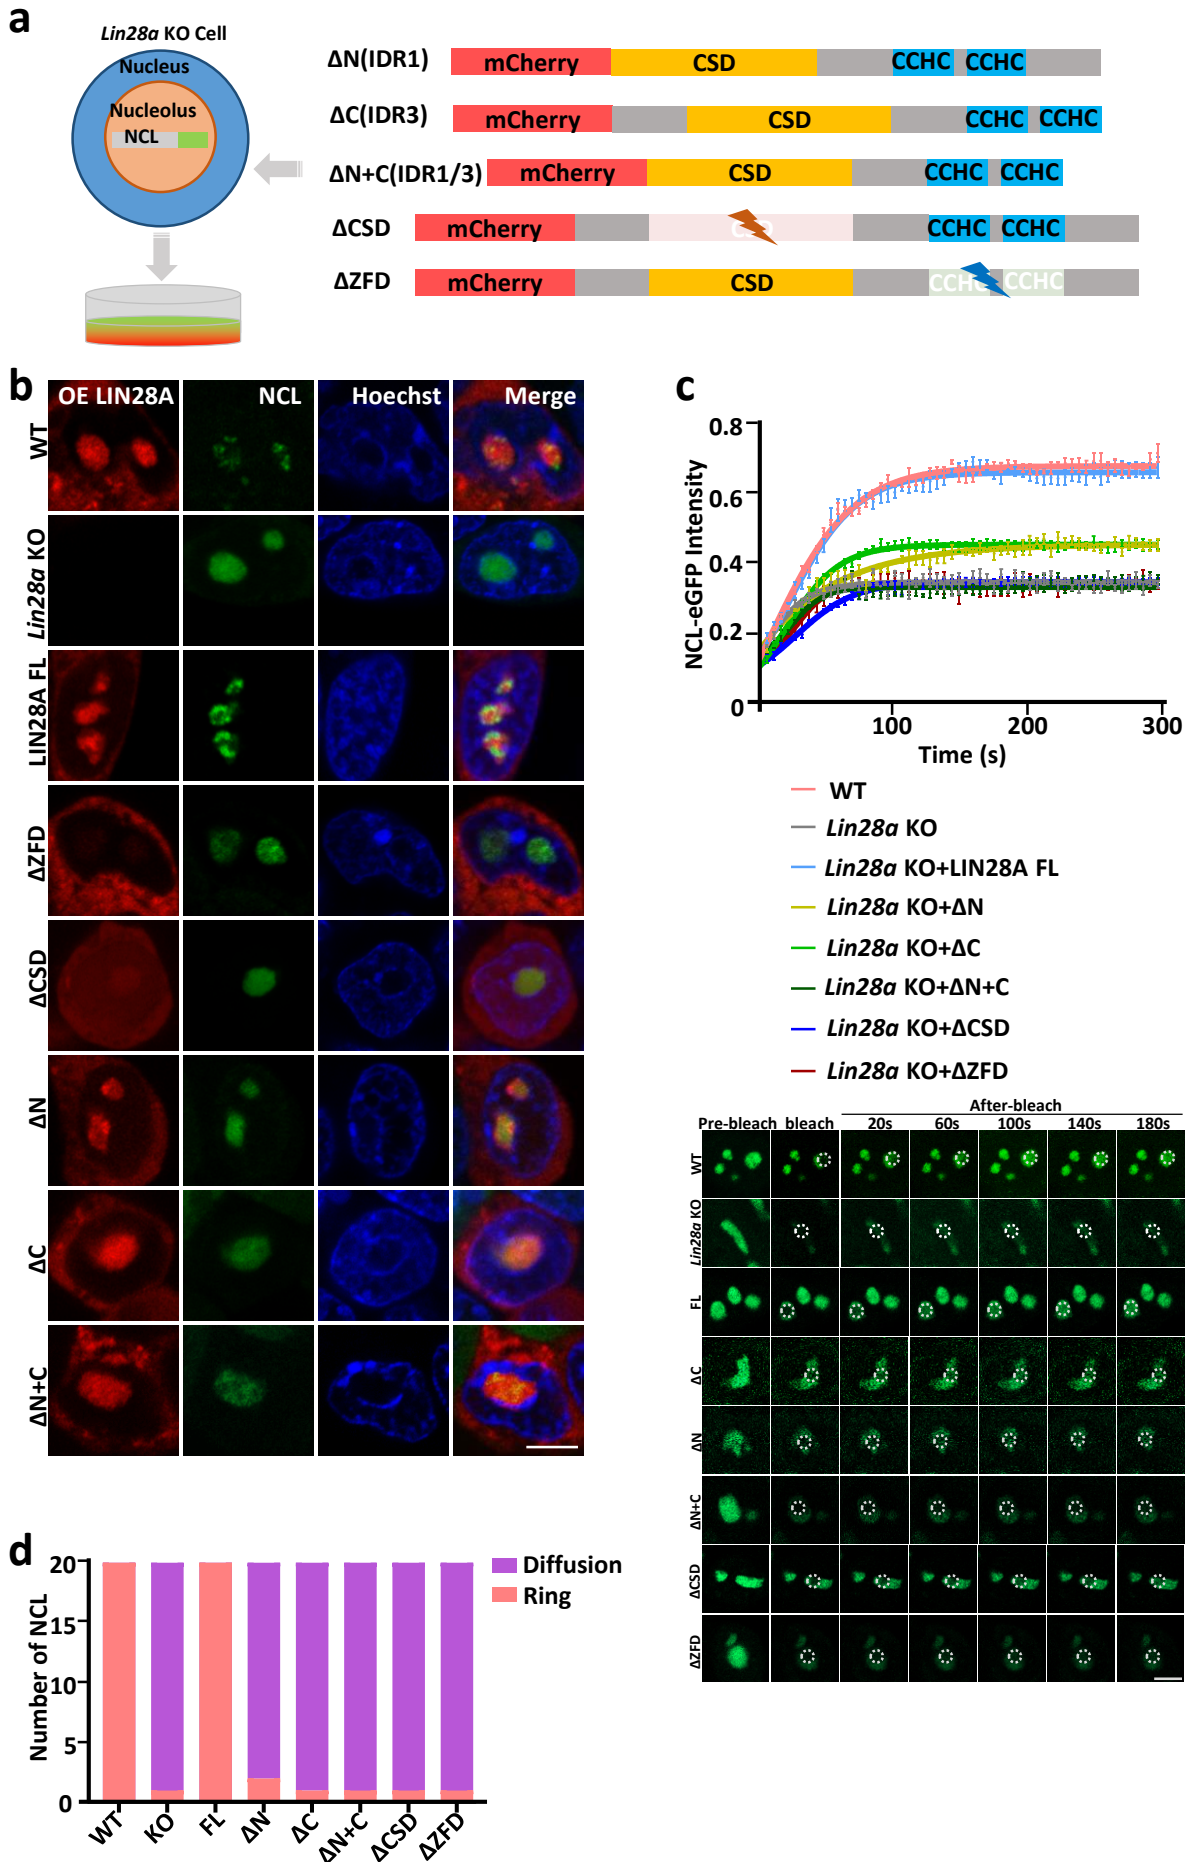 a
Lin28a KO Cell
Nucleus
Nucleolus
NCL
ΔN(IDR1) mCherry CSD CCHC CCHC
ΔC(IDR3) mCherry CSD CCHC CCHC
ΔN+C(IDR1/3) mCherry CSD CCHC CCHC
ΔCSD mCherry CSD CCHC CCHC
ΔZFD mCherry CSD CCHC CCHC
b
OE LIN28A NCL Hoechst Merge
WT
Lin28a KO
LIN28A FL
ΔZFD
ΔCSD
ΔN
ΔC
ΔN+C
c
NCL-eGFP Intensity
0.8
0.6
0.4
0.2
0
100 200 300
Time (s)
WT
Lin28a KO
Lin28a KO+LIN28A FL
Lin28a KO+ΔN
Lin28a KO+ΔC
Lin28a KO+ΔN+C
Lin28a KO+ΔCSD
Lin28a KO+ΔZFD
After-bleach
Pre-bleach bleach 20s 60s 100s 140s 180s
WT
Lin28a KO
FL
ΔC
ΔN
ΔN+C
ΔCSD
ΔZFD
d
Number of NCL
20
15
10
5
0
WT KO FL ΔN ΔC ΔN+C ΔCSD ΔZFD
Diffusion
Ring